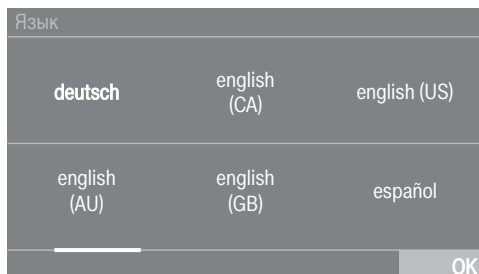 Язык
deutsch
english
(CA)
english (US)
english
(AU)
english
(GB)
español
OK